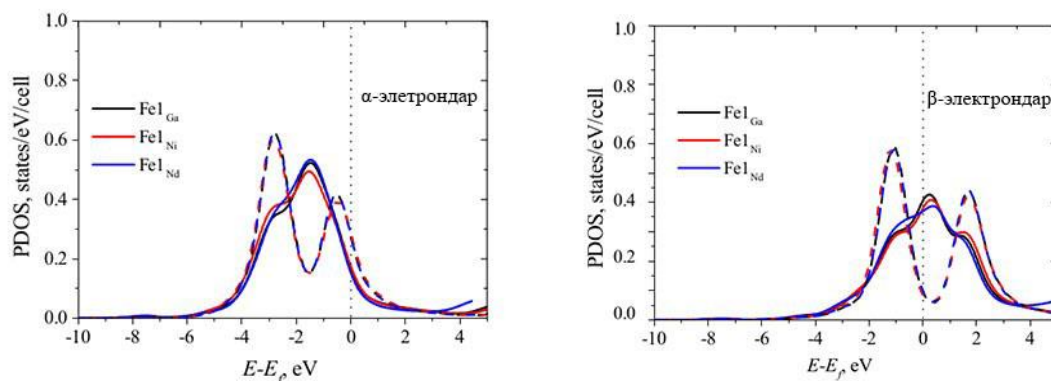 PDOS, states/eV/cell
1.0
0.8
0.6
0.4
0.2
0.0
α-элетрондар
Fe1Ga
Fe1Ni
Fe1Nd
-10 -8 -6 -4 -2 0 2 4
E-Ef, eV
PDOS, states/eV/cell
1.0
0.8
0.6
0.4
0.2
0.0
β-электрондар
Fe1Ga
Fe1Ni
Fe1Nd
-10 -8 -6 -4 -2 0 2 4
E-Ef, eV